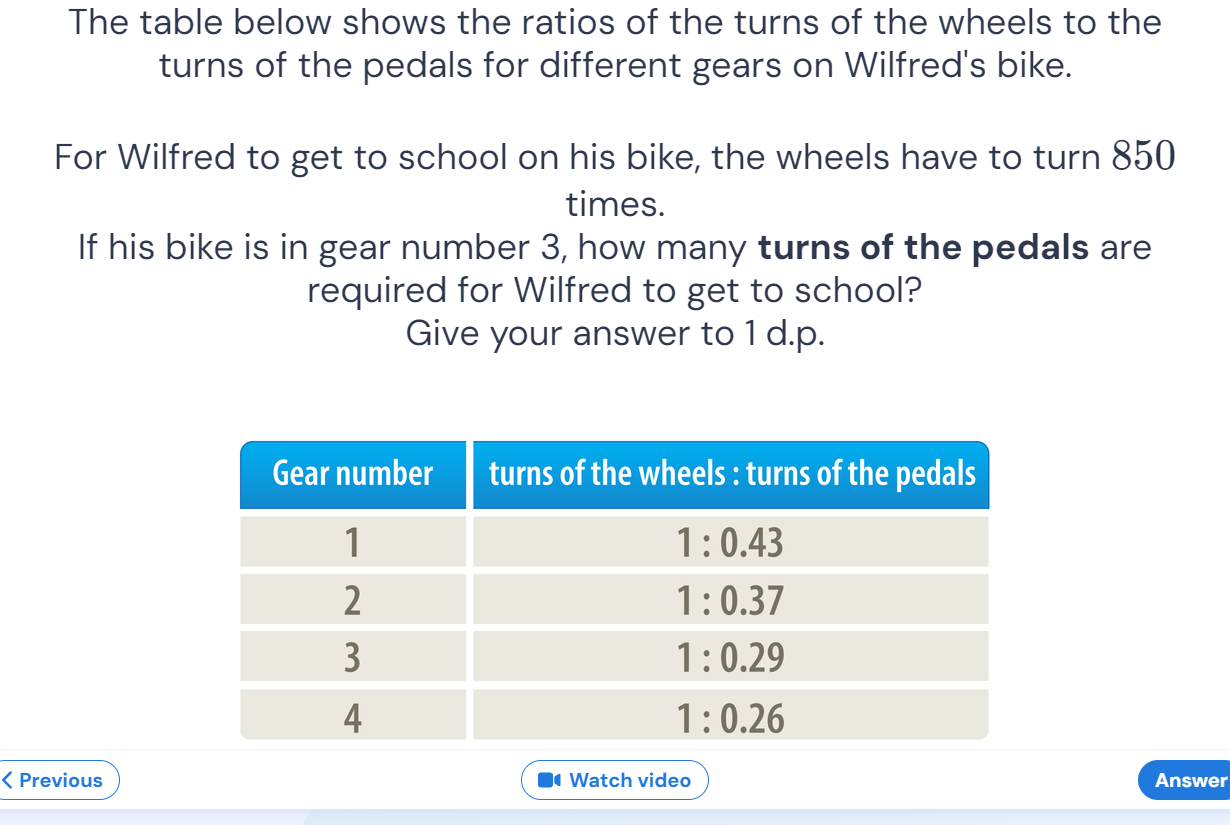 The table below shows the ratios of the turns of the wheels to the
turns of the pedals for different gears on Wilfred's bike.
For Wilfred to get to school on his bike, the wheels have to turn 850
times.
If his bike is in gear number 3, how many turns of the pedals are
required for Wilfred to get to school?
Give your answer to 1 d.p.
Gear number turns of the wheels : turns of the pedals
1 1 : 0.43
2 1 : 0.37
3 1 : 0.29
4 1 : 0.26
Previous Watch video Answer